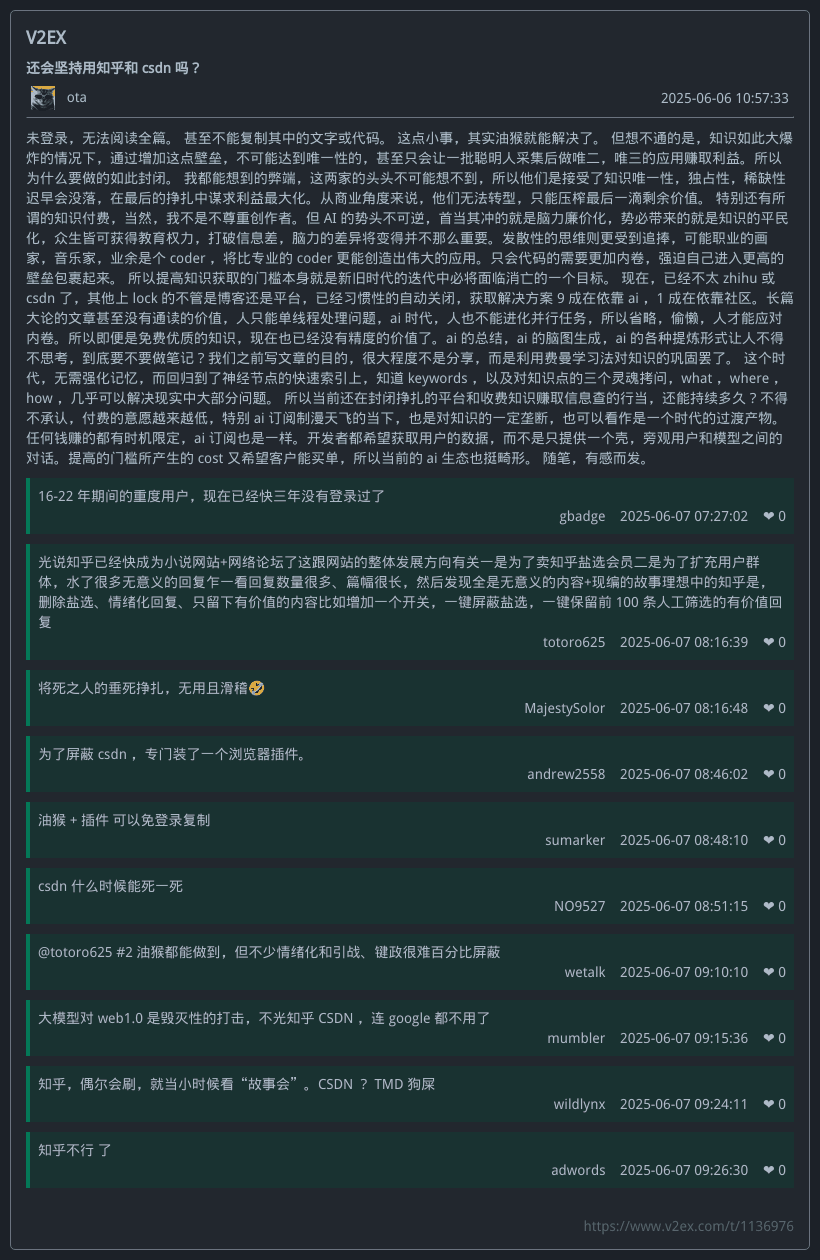 V2EX
还会坚持用知乎和 csdn 吗？
ota
2025-06-06 10:57:33
未登录，无法阅读全篇。 甚至不能复制其中的文字或代码。 这点小事，其实油猴就能解决了。 但想不通的是，知识如此大爆
炸的情况下，通过增加这点壁垒，不可能达到唯一性的，甚至只会让一批聪明人采集后做唯二，唯三的应用赚取利益。所以
为什么要做的如此封闭。 我都能想到的弊端，这两家的头头不可能想不到，所以他们是接受了知识唯一性，独占性，稀缺性
迟早会没落，在最后的挣扎中谋求利益最大化。从商业角度来说，他们无法转型，只能压榨最后一滴剩余价值。 特别还有所
谓的知识付费，当然，我不是不尊重创作者。但 AI 的势头不可逆，首当其冲的就是脑力廉价化，势必带来的就是知识的平民
化，众生皆可获得教育权力，打破信息差，脑力的差异将变得并不那么重要。发散性的思维则更受到追捧，可能职业的画
家，音乐家，业余是个 coder ，将比专业的 coder 更能创造出伟大的应用。只会代码的需要更加内卷，强迫自己进入更高的
壁垒包裹起来。 所以提高知识获取的门槛本身就是新旧时代的迭代中必将面临消亡的一个目标。 现在，已经不太 zhihu 或
csdn 了，其他上 lock 的不管是博客还是平台，已经习惯性的自动关闭，获取解决方案 9 成在依靠 ai ，1 成在依靠社区。长篇
大论的文章甚至没有通读的价值，人只能单线程处理问题，ai 时代，人也不能进化并行任务，所以省略，偷懒，人才能应对
内卷。所以即便是免费优质的知识，现在也已经没有精度的价值了。ai 的总结，ai 的脑图生成，ai 的各种提炼形式让人不得
不思考，到底要不要做笔记？我们之前写文章的目的，很大程度不是分享，而是利用费曼学习法对知识的巩固罢了。 这个时
代，无需强化记忆，而回归到了神经节点的快速索引上，知道 keywords ，以及对知识点的三个灵魂拷问，what ，where ，
how ，几乎可以解决现实中大部分问题。 所以当前还在封闭挣扎的平台和收费知识赚取信息查的行当，还能持续多久？不得
不承认，付费的意愿越来越低，特别 ai 订阅制漫天飞的当下，也是对知识的一定垄断，也可以看作是一个时代的过渡产物。
任何钱赚的都有时机限定，ai 订阅也是一样。开发者都希望获取用户的数据，而不是只提供一个壳，旁观用户和模型之间的
对话。提高的门槛所产生的 cost 又希望客户能买单，所以当前的 ai 生态也挺畸形。 随笔，有感而发。
16-22 年期间的重度用户，现在已经快三年没有登录过了
gbadge 2025-06-07 07:27:02 ❤ 0
光说知乎已经快成为小说网站+网络论坛了这跟网站的整体发展方向有关一是为了卖知乎盐选会员二是为了扩充用户群
体，水了很多无意义的回复乍一看回复数量很多、篇幅很长，然后发现全是无意义的内容+现编的故事理想中的知乎是，
删除盐选、情绪化回复、只留下有价值的内容比如增加一个开关，一键屏蔽盐选，一键保留前 100 条人工筛选的有价值回
复
totoro625 2025-06-07 08:16:39 ❤ 0
将死之人的垂死挣扎，无用且滑稽🤣
MajestySolor 2025-06-07 08:16:48 ❤ 0
为了屏蔽 csdn ，专门装了一个浏览器插件。
andrew2558 2025-06-07 08:46:02 ❤ 0
油猴 + 插件 可以免登录复制
sumarker 2025-06-07 08:48:10 ❤ 0
csdn 什么时候能死一死
NO9527 2025-06-07 08:51:15 ❤ 0
@totoro625 #2 油猴都能做到，但不少情绪化和引战、键政很难百分比屏蔽
wetalk 2025-06-07 09:10:10 ❤ 0
大模型对 web1.0 是毁灭性的打击，不光知乎 CSDN ，连 google 都不用了
mumbler 2025-06-07 09:15:36 ❤ 0
知乎，偶尔会刷，就当小时候看“故事会”。CSDN ？TMD 狗屎
wildlynx 2025-06-07 09:24:11 ❤ 0
知乎不行 了
adwords 2025-06-07 09:26:30 ❤ 0
https://www.v2ex.com/t/1136976